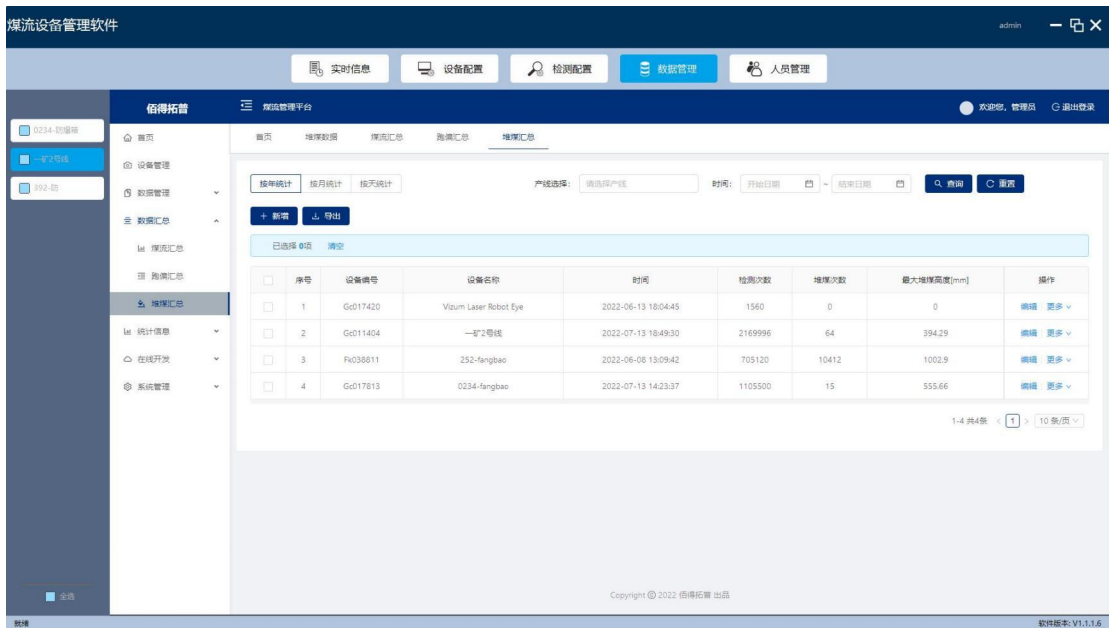 煤流设备管理软件
admin
实时信息 设备配置 检测配置 数据管理 人员管理
佰得拓普 煤流管理平台 欢迎您，管理员 退出登录
0234-防爆箱
一矿2号线
392-防
首页
设备管理
数据管理
数据汇总
煤流汇总
跑偏汇总
堆煤汇总
统计信息
在线开发
系统管理
首页 堆煤数据 煤流汇总 跑偏汇总 堆煤汇总
按年统计 按月统计 按天统计 产线选择： 请选择产线 时间： 开始日期 ~ 结束日期 查询 重置
+ 新增 导出
已选择 0项 清空
序号 设备编号 设备名称 时间 检测次数 堆煤次数 最大堆煤高度[mm] 操作
1 Gc017420 Vizum Laser Robot Eye 2022-06-13 18:04:45 1560 0 0 编辑 更多
2 Gc011404 一矿2号线 2022-07-13 18:49:30 2169996 64 394.29 编辑 更多
3 Fk038811 252-fangbao 2022-06-08 13:09:42 705120 10412 1002.9 编辑 更多
4 Gc017813 0234-fangbao 2022-07-13 14:23:37 1105500 15 555.66 编辑 更多
1-4 共4条 < 1 > 10 条/页
全选
Copyright © 2022 佰得拓普 出品
就绪 软件版本: V1.1.1.6